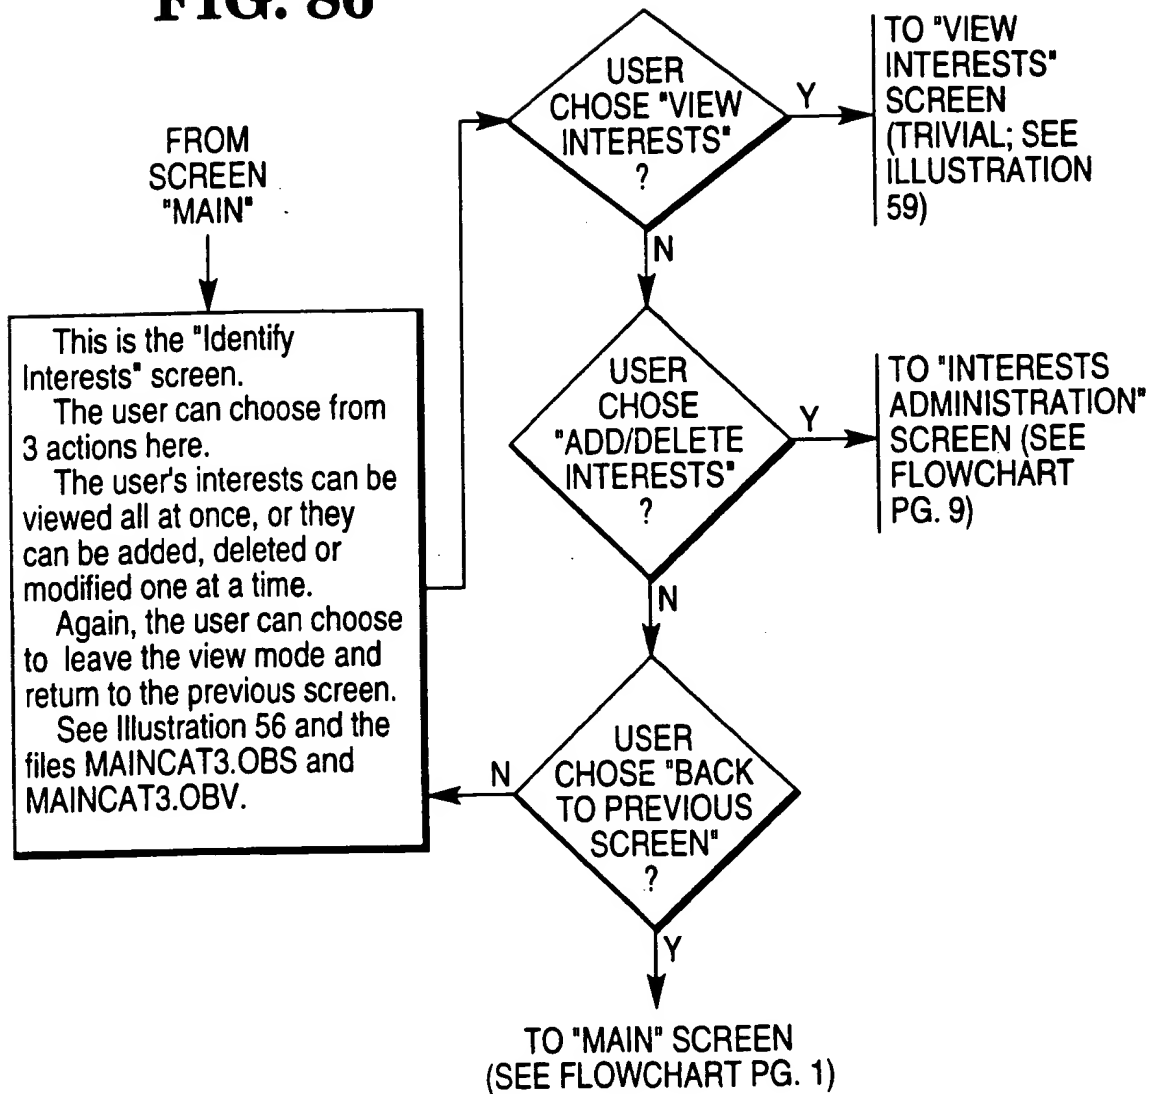 FIG. 86
FROM
SCREEN
"MAIN"
This is the "Identify
Interests" screen.
The user can choose from
3 actions here.
The user's interests can be
viewed all at once, or they
can be added, deleted or
modified one at a time.
Again, the user can choose
to leave the view mode and
return to the previous screen.
See Illustration 56 and the
files MAINCAT3.OBS and
MAINCAT3.OBV.
USER
CHOSE "VIEW
INTERESTS"
?
Y
TO "VIEW
INTERESTS"
SCREEN
(TRIVIAL; SEE
ILLUSTRATION
59)
N
USER
CHOSE
"ADD/DELETE
INTERESTS"
?
Y
TO "INTERESTS
ADMINISTRATION"
SCREEN (SEE
FLOWCHART
PG. 9)
N
USER
CHOSE "BACK
TO PREVIOUS
SCREEN"
?
N
Y
TO "MAIN" SCREEN
(SEE FLOWCHART PG. 1)